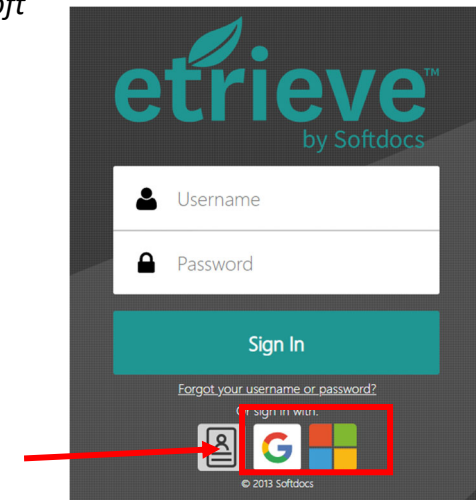 oft
etrieve™
by Softdocs
Username
Password
Sign In
Forgot your username or password?
Or sign in with:
G
© 2013 Softdocs